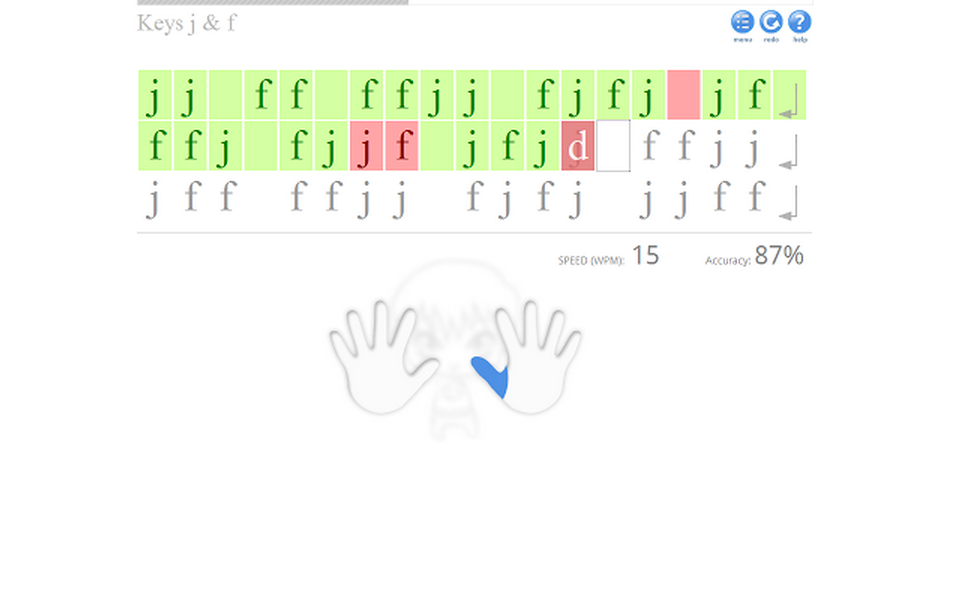 Keys j & f
menu redo help
j j f f f f j j f j f j j f
f f j f j j f j f j d f f j j
j f f f f j j f j f j j j f f
SPEED (WPM): 15 Accuracy: 87%